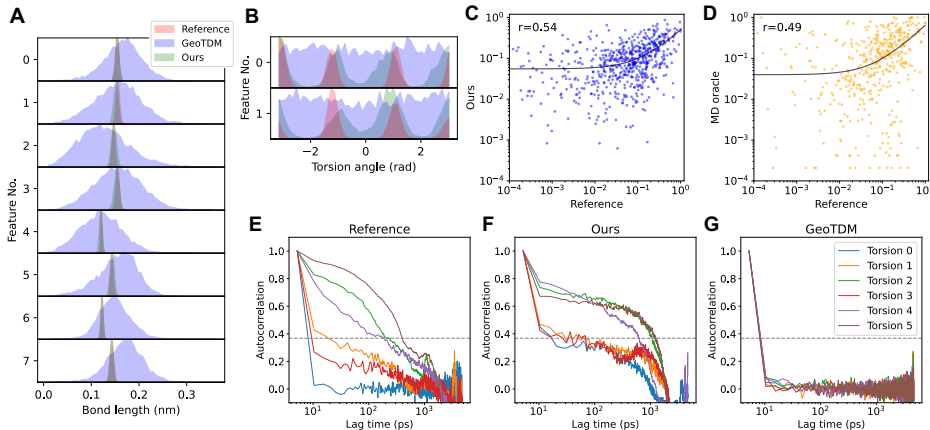 A
Reference
GeoTDM
Ours
0
1
2
3
4
5
6
7
Feature No.
0.0
0.1
0.2
0.3
Bond length (nm)
B
0
1
Feature No.
−2
0
2
Torsion angle (rad)
C
r=0.54
10⁰
10⁻¹
10⁻²
10⁻³
10⁻⁴
Ours
10⁻⁴
10⁻³
10⁻²
10⁻¹
10⁰
Reference
D
r=0.49
10⁰
10⁻¹
10⁻²
10⁻³
10⁻⁴
MD oracle
10⁻⁴
10⁻³
10⁻²
10⁻¹
10⁰
Reference
E
Reference
1.0
0.8
0.6
0.4
0.2
0.0
Autocorrelation
10¹
10²
10³
Lag time (ps)
F
Ours
1.0
0.8
0.6
0.4
0.2
0.0
Autocorrelation
10¹
10²
10³
Lag time (ps)
G
GeoTDM
Torsion 0
Torsion 1
Torsion 2
Torsion 3
Torsion 4
Torsion 5
1.0
0.8
0.6
0.4
0.2
0.0
Autocorrelation
10¹
10²
10³
Lag time (ps)